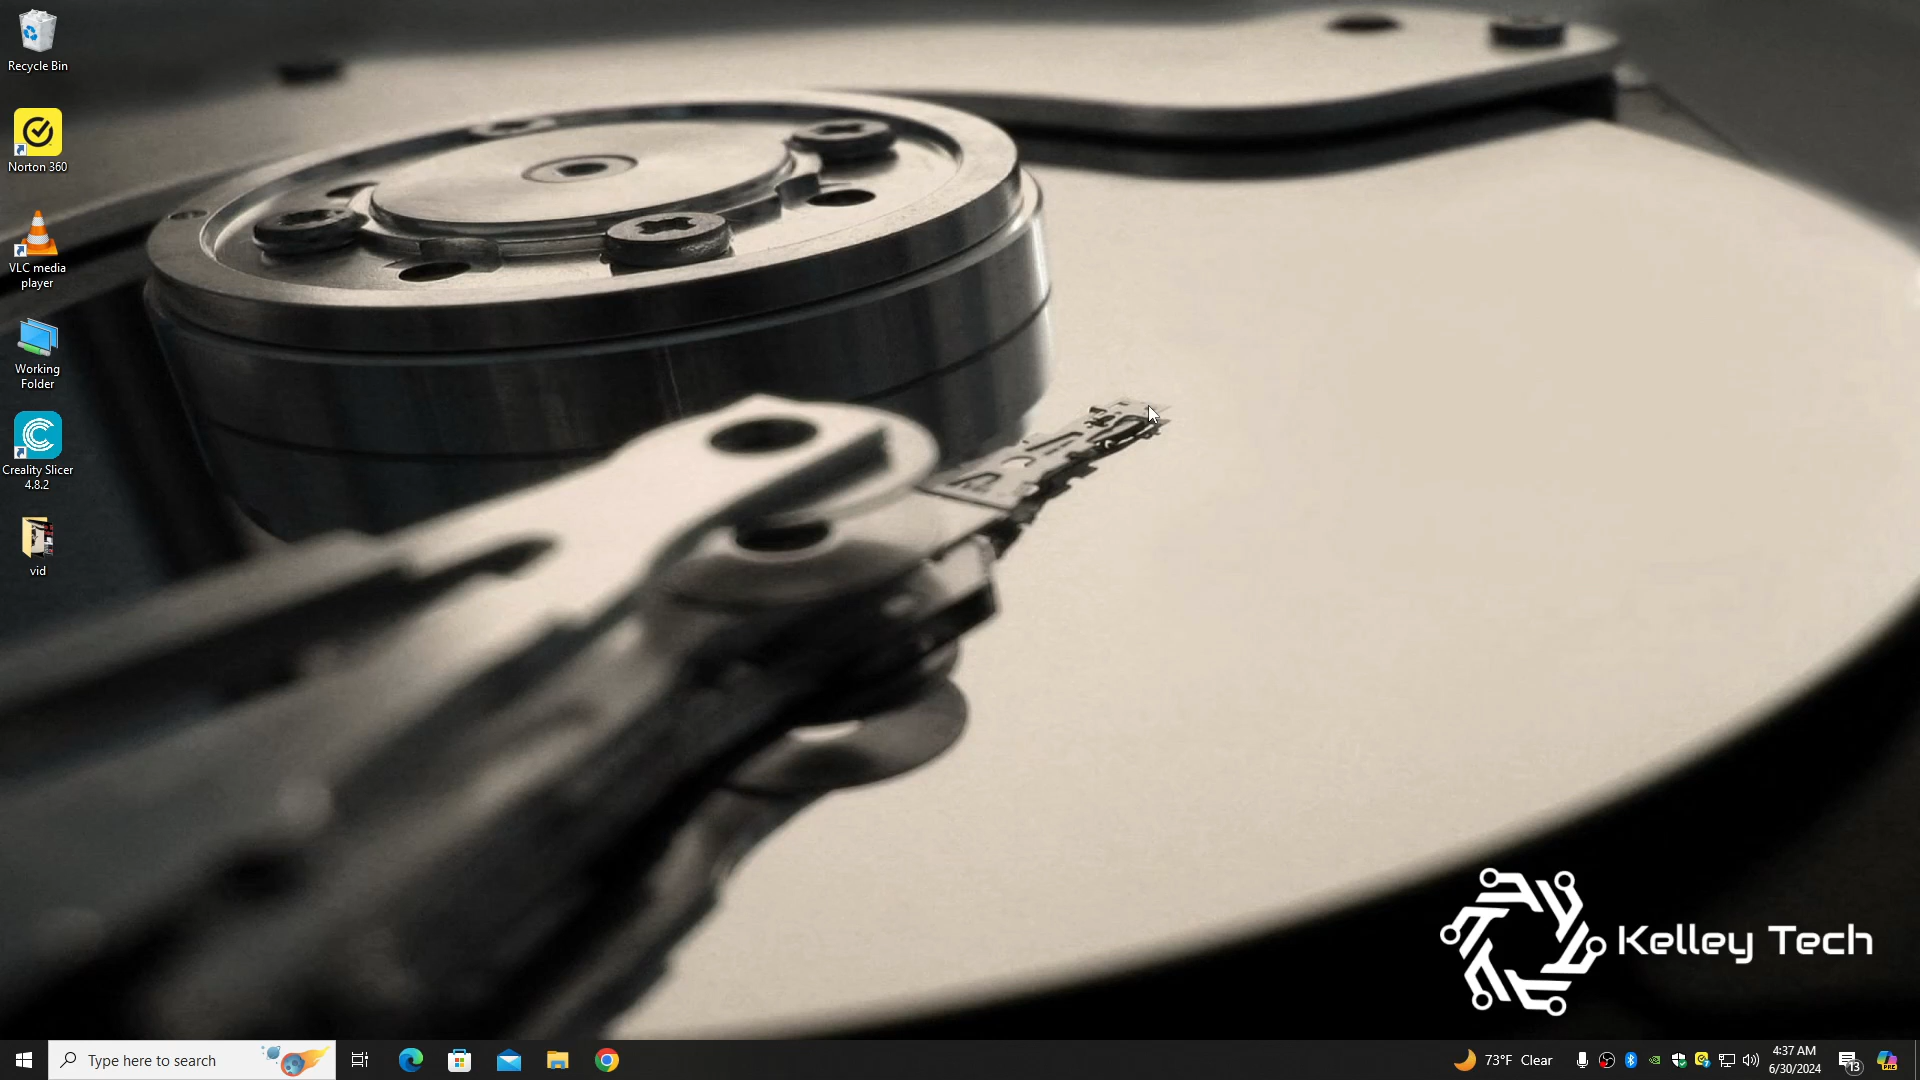 Recycle Bin
Norton 360
VLC media
player
Working
Folder
Creality Slicer
4.8.2
vid
Kelley Tech
Type here to search
73°F Clear
4:37 AM
6/30/2024
13
PRE